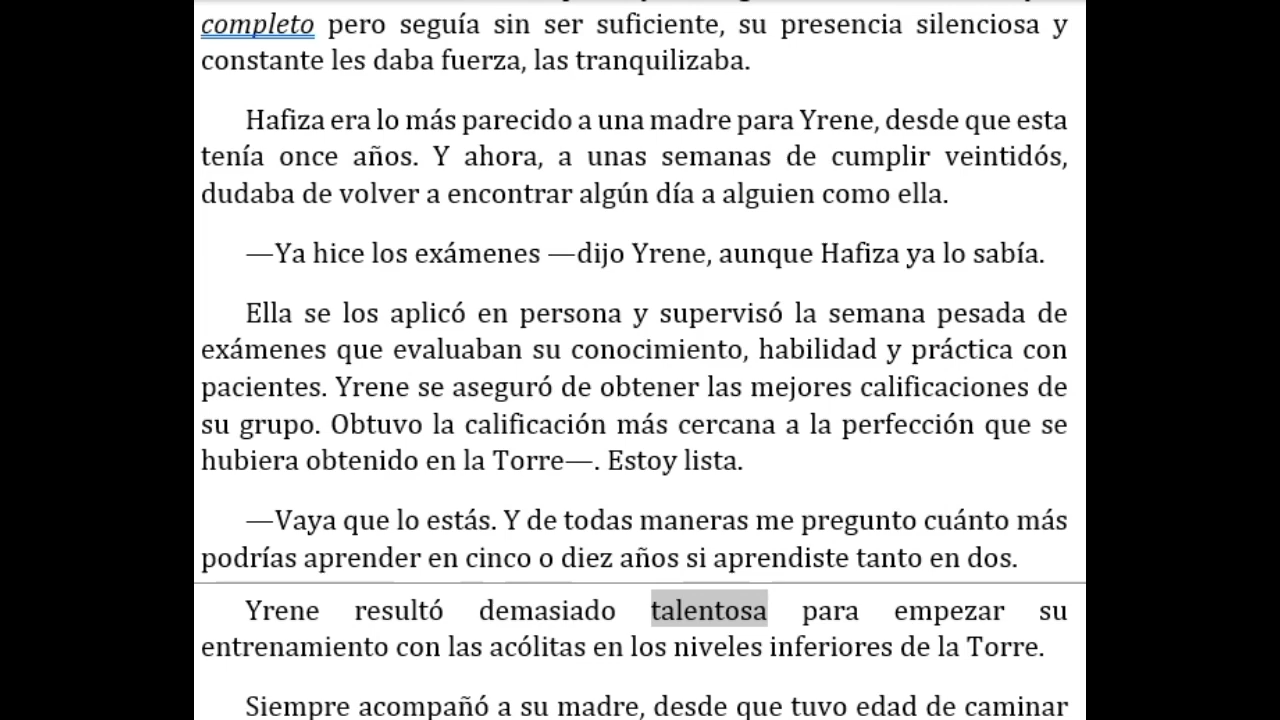 completo pero seguía sin ser suficiente, su presencia silenciosa y
constante les daba fuerza, las tranquilizaba.
Hafiza era lo más parecido a una madre para Yrene, desde que esta
tenía once años. Y ahora, a unas semanas de cumplir veintidós,
dudaba de volver a encontrar algún día a alguien como ella.
—Ya hice los exámenes —dijo Yrene, aunque Hafiza ya lo sabía.
Ella se los aplicó en persona y supervisó la semana pesada de
exámenes que evaluaban su conocimiento, habilidad y práctica con
pacientes. Yrene se aseguró de obtener las mejores calificaciones de
su grupo. Obtuvo la calificación más cercana a la perfección que se
hubiera obtenido en la Torre—. Estoy lista.
—Vaya que lo estás. Y de todas maneras me pregunto cuánto más
podrías aprender en cinco o diez años si aprendiste tanto en dos.
Yrene resultó demasiado talentosa para empezar su
entrenamiento con las acólitas en los niveles inferiores de la Torre.
Siempre acompañó a su madre, desde que tuvo edad de caminar